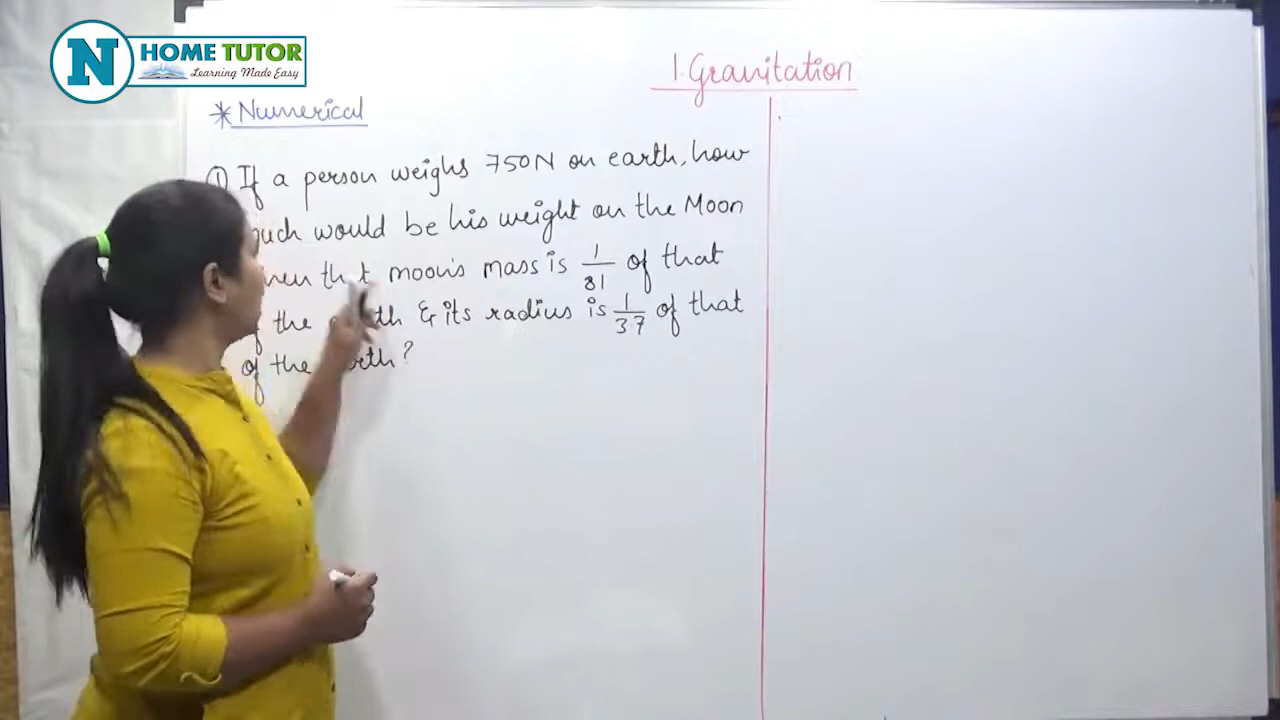 N HOME TUTOR
Learning Made Easy
1. Gravitation
* Numerical
① If a person weighs 750N on earth, how
would be his weight on the Moon
moon's mass is 1/81 of that
the & its radius is 1/37 of that
of the